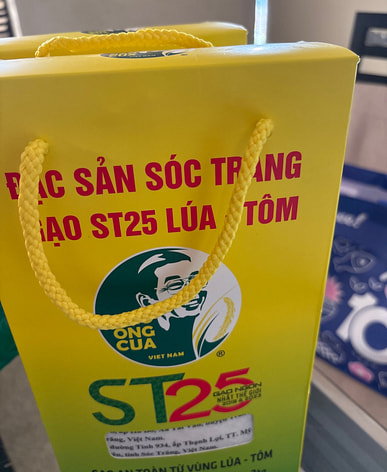 ĐẶC SẢN SÓC TRĂNG
GẠO ST25 LÚA - TÔM
ÔNG
CUA
VIET NAM
®
ST25
GẠO NGON
NHẤT THẾ GIỚI
Trăng, Việt Nam.
đường Tỉnh 934, ấp Thạnh Lợi, TT. Mỹ
tỉnh Sóc Trăng, Việt Nam.
GẠO AN TOÀN TỪ VÙNG LÚA - TÔM